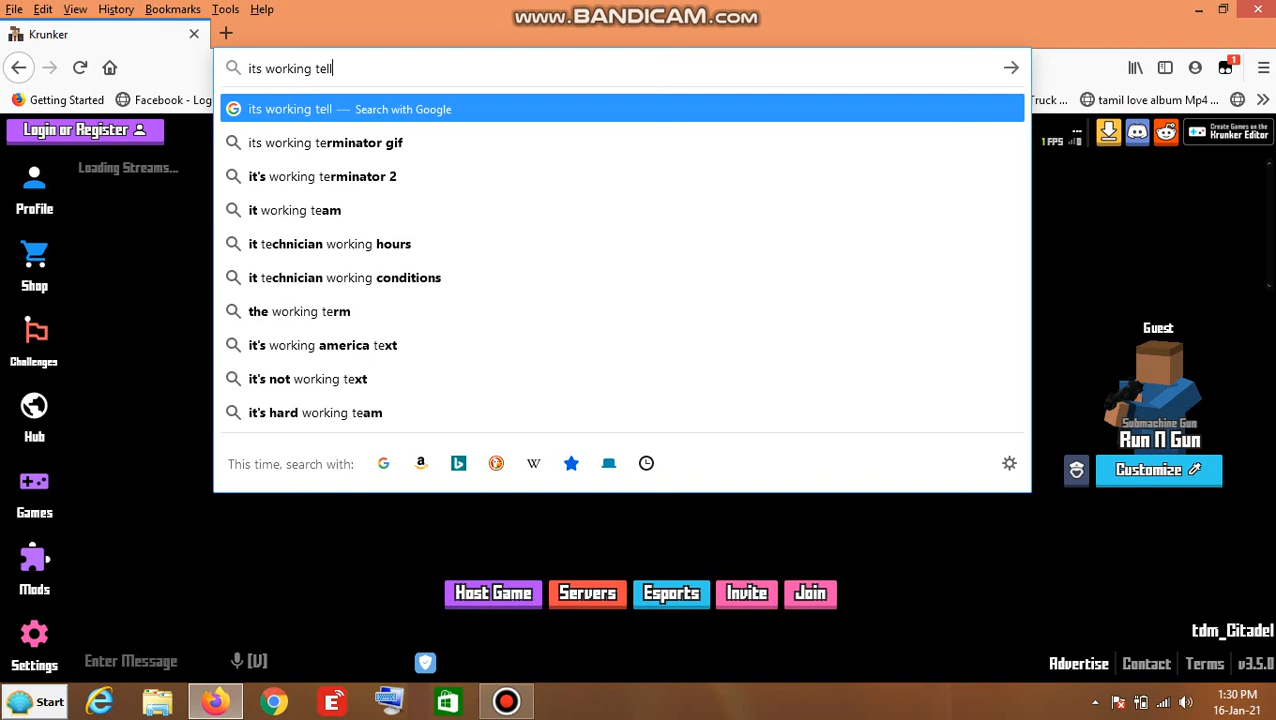 File Edit View History Bookmarks Tools Help
www.BANDICAM.com
Krunker
its working tell
1
Getting Started Facebook - Log
Truck ... tamil love album Mp4 ...
its working tell — Search with Google
its working terminator gif
it's working terminator 2
it working team
it technician working hours
it technician working conditions
the working term
it's working america text
it's not working text
it's hard working team
This time, search with:
Login or Register
Loading Streams...
1 FPS
Create Games on the
Krunker Editor
Profile
Shop
Challenges
Hub
Games
Mods
Settings
Guest
Submachine Gun
Run N Gun
Customize
Host Game Servers Esports Invite Join
tdm_Citadel
Enter Message [V]
Advertise Contact Terms v3.5.0
Start
1:30 PM
16-Jan-21